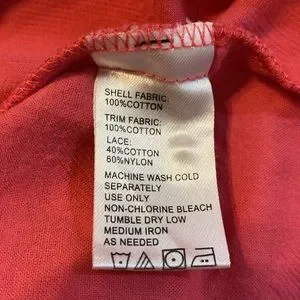 SHELL FABRIC:
100%COTTON
TRIM FABRIC:
100%COTTON
LACE:
40%COTTON
60%NYLON
MACHINE WASH COLD
SEPARATELY
USE ONLY
NON-CHLORINE BLEACH
TUMBLE DRY LOW
MEDIUM IRON
AS NEEDED